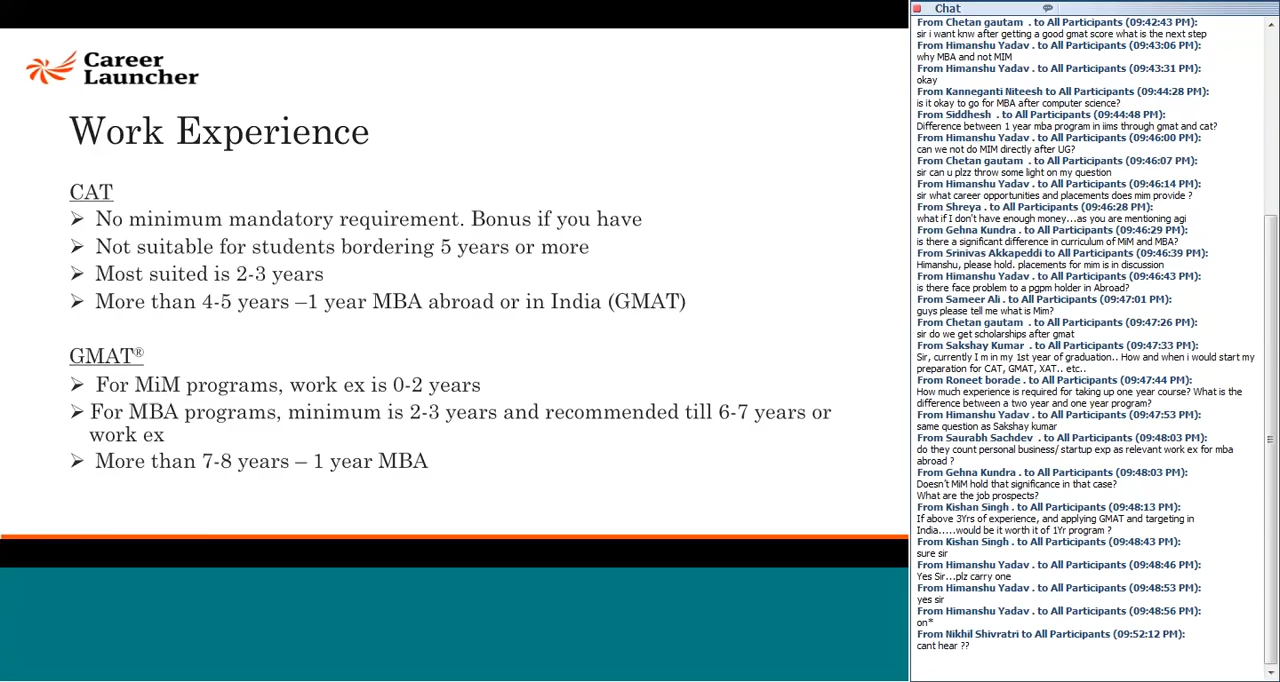 Career
Launcher
Work Experience
CAT
➢ No minimum mandatory requirement. Bonus if you have
➢ Not suitable for students bordering 5 years or more
➢ Most suited is 2-3 years
➢ More than 4-5 years –1 year MBA abroad or in India (GMAT)
GMAT®
➢ For MiM programs, work ex is 0-2 years
➢ For MBA programs, minimum is 2-3 years and recommended till 6-7 years or
work ex
➢ More than 7-8 years – 1 year MBA
Chat
From Chetan gautam . to All Participants (09:42:43 PM):
sir i want knw after getting a good gmat score what is the next step
From Himanshu Yadav . to All Participants (09:43:06 PM):
why MBA and not MIM
From Himanshu Yadav . to All Participants (09:43:31 PM):
okay
From Kanneganti Niteesh to All Participants (09:44:28 PM):
is it okay to go for MBA after computer science?
From Siddhesh . to All Participants (09:44:48 PM):
Difference between 1 year mba program in iims through gmat and cat?
From Himanshu Yadav . to All Participants (09:46:00 PM):
can we not do MIM directly after UG?
From Chetan gautam . to All Participants (09:46:07 PM):
sir can u plzz throw some light on my question
From Himanshu Yadav . to All Participants (09:46:14 PM):
sir what career opportunities and placements does mim provide ?
From Shreya . to All Participants (09:46:28 PM):
what if I don't have enough money...as you are mentioning agi
From Gehna Kundra . to All Participants (09:46:29 PM):
is there a significant difference in curriculum of MiM and MBA?
From Srinivas Akkapeddi to All Participants (09:46:39 PM):
Himanshu, please hold. placements for mim is in discussion
From Himanshu Yadav . to All Participants (09:46:43 PM):
is there face problem to a pgpm holder in Abroad?
From Sameer Ali . to All Participants (09:47:01 PM):
guys please tell me what is Mim?
From Chetan gautam . to All Participants (09:47:26 PM):
sir do we get scholarships after gmat
From Sakshay Kumar . to All Participants (09:47:33 PM):
Sir, currently I m in my 1st year of graduation.. How and when i would start my
preparation for CAT, GMAT, XAT.. etc..
From Roneet borade . to All Participants (09:47:44 PM):
How much experience is required for taking up one year course? What is the
difference between a two year and one year program?
From Himanshu Yadav . to All Participants (09:47:53 PM):
same question as Sakshay kumar
From Saurabh Sachdev . to All Participants (09:48:03 PM):
do they count personal business/ startup exp as relevant work ex for mba
abroad ?
From Gehna Kundra . to All Participants (09:48:03 PM):
Doesn't MiM hold that significance in that case?
What are the job prospects?
From Kishan Singh . to All Participants (09:48:13 PM):
If above 3Yrs of experience, and applying GMAT and targeting in
India.....would be it worth it of 1Yr program ?
From Kishan Singh . to All Participants (09:48:43 PM):
sure sir
From Himanshu Yadav . to All Participants (09:48:46 PM):
Yes Sir...plz carry one
From Himanshu Yadav . to All Participants (09:48:53 PM):
yes sir
From Himanshu Yadav . to All Participants (09:48:56 PM):
on*
From Nikhil Shivratri to All Participants (09:52:12 PM):
cant hear ??